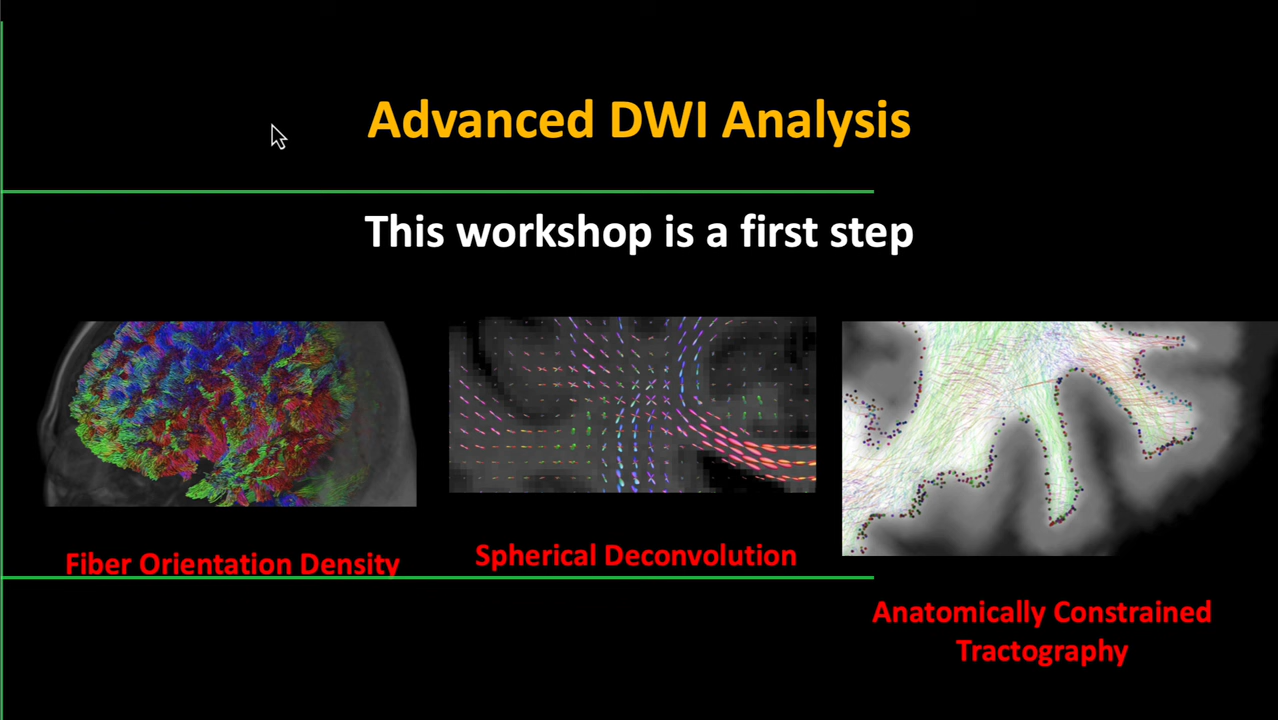 Advanced DWI Analysis
This workshop is a first step
Fiber Orientation Density
Spherical Deconvolution
Anatomically Constrained
Tractography